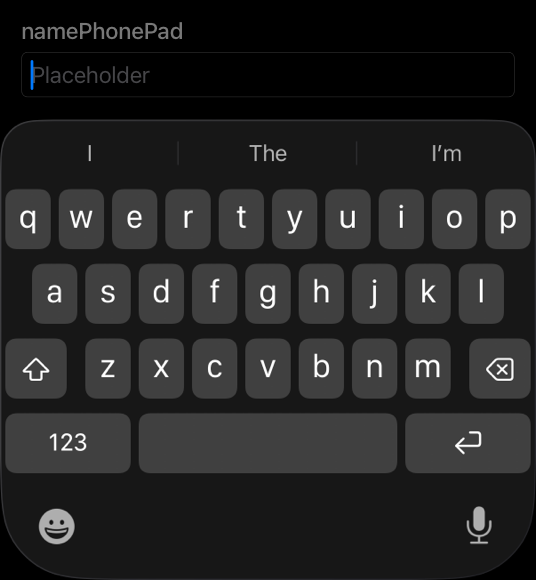 namePhonePad
Placeholder
I The I’m
q w e r t y u i o p
a s d f g h j k l
z x c v b n m
123